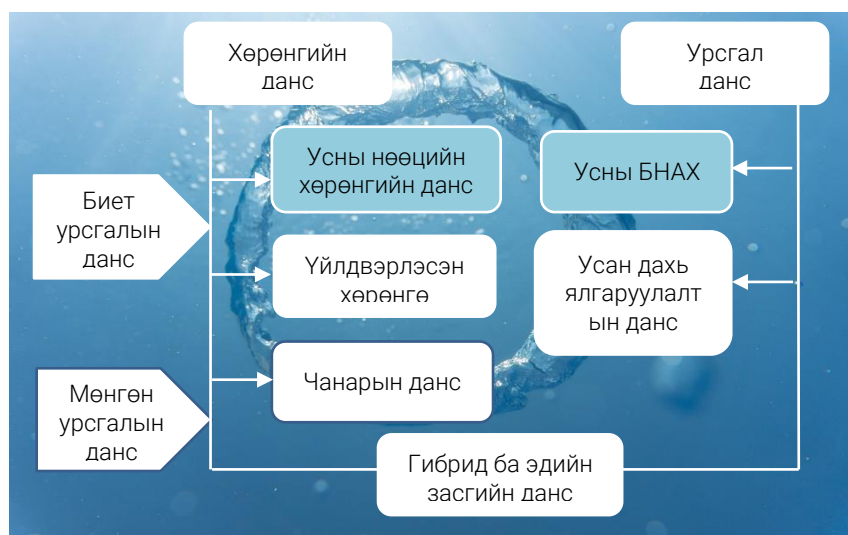 Хөрөнгийн
данс
Урсгал
данс
Усны нөөцийн
хөрөнгийн данс
Усны БНАХ
Биет
урсгалын
данс
Үйлдвэрлэсэн
хөрөнгө
Усан дахь
ялгаруулалт
ын данс
Чанарын данс
Мөнгөн
урсгалын
данс
Гибрид ба эдийн
засгийн данс